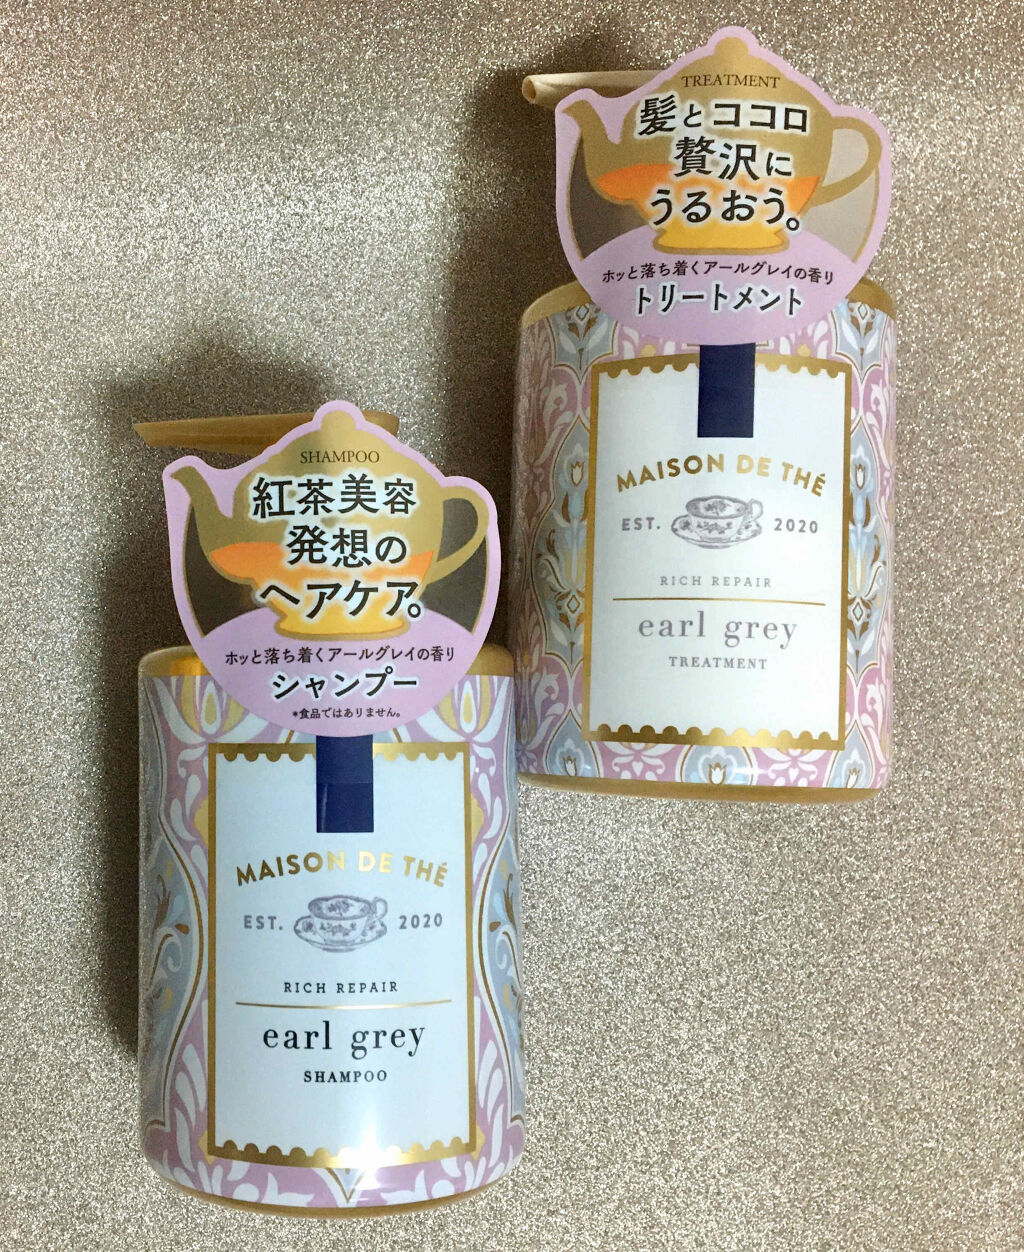 TREATMENT
髪とココロ
贅沢に
うるおう。
ホッと落ち着くアールグレイの香り
トリートメント
MAISON DE THÉ
EST. 2020
RICH REPAIR
earl grey
TREATMENT
SHAMPOO
紅茶美容
発想の
ヘアケア。
ホッと落ち着くアールグレイの香り
シャンプー
*食品ではありません。
MAISON DE THÉ
EST. 2020
RICH REPAIR
earl grey
SHAMPOO